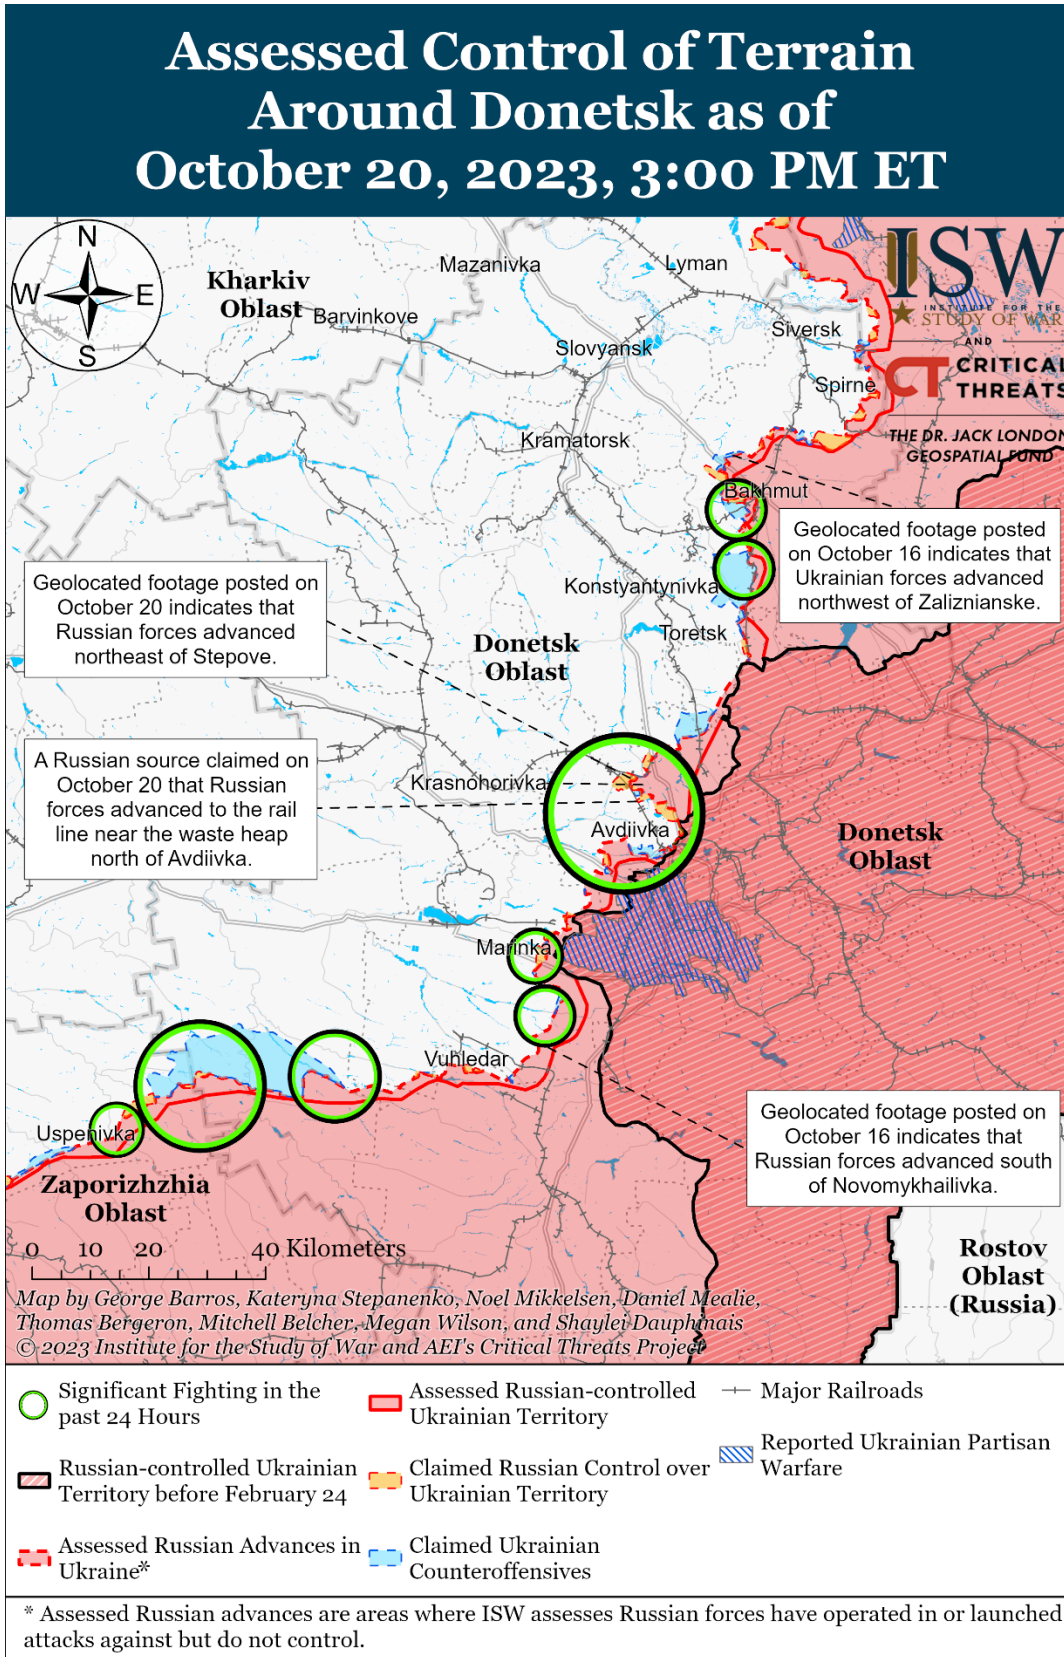 Assessed Control of Terrain
Around Donetsk as of
October 20, 2023, 3:00 PM ET
N
W
E
S
Kharkiv
Oblast
Mazanivka
Lyman
Barvinkove
Slovyansk
Siversk
Spirne
Kramatorsk
ISW
INSTITUTE FOR THE
STUDY OF WAR
AND
CT CRITICAL
THREATS
THE DR. JACK LONDON
GEOSPATIAL FUND
Bakhmut
Geolocated footage posted
on October 16 indicates that
Ukrainian forces advanced
northwest of Zaliznianske.
Geolocated footage posted on
October 20 indicates that
Russian forces advanced
northeast of Stepove.
Konstyantynivka
Toretsk
Donetsk
Oblast
A Russian source claimed on
October 20 that Russian
forces advanced to the rail
line near the waste heap
north of Avdiivka.
Krasnohorivka
Avdiivka
Donetsk
Oblast
Marinka
Vuhledar
Uspenivka
Geolocated footage posted on
October 16 indicates that
Russian forces advanced south
of Novomykhailivka.
Zaporizhzhia
Oblast
Rostov
Oblast
(Russia)
0 10 20 40 Kilometers
Map by George Barros, Kateryna Stepanenko, Noel Mikkelsen, Daniel Mealie,
Thomas Bergeron, Mitchell Belcher, Megan Wilson, and Shaylei Dauphinais
© 2023 Institute for the Study of War and AEI's Critical Threats Project
Significant Fighting in the
past 24 Hours
Russian-controlled Ukrainian
Territory before February 24
Assessed Russian Advances in
Ukraine*
Assessed Russian-controlled
Ukrainian Territory
Claimed Russian Control over
Ukrainian Territory
Claimed Ukrainian
Counteroffensives
Major Railroads
Reported Ukrainian Partisan
Warfare
* Assessed Russian advances are areas where ISW assesses Russian forces have operated in or launched
attacks against but do not control.